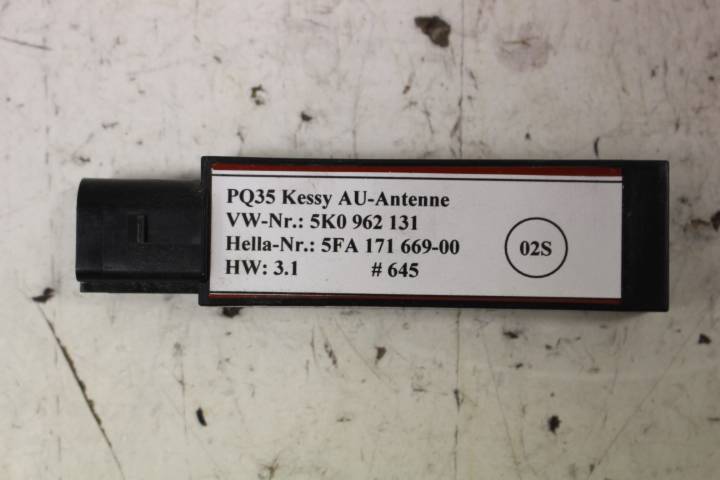 PQ35 Kessy AU-Antenne
VW-Nr.: 5K0 962 131
Hella-Nr.: 5FA 171 669-00
HW: 3.1 # 645
02S